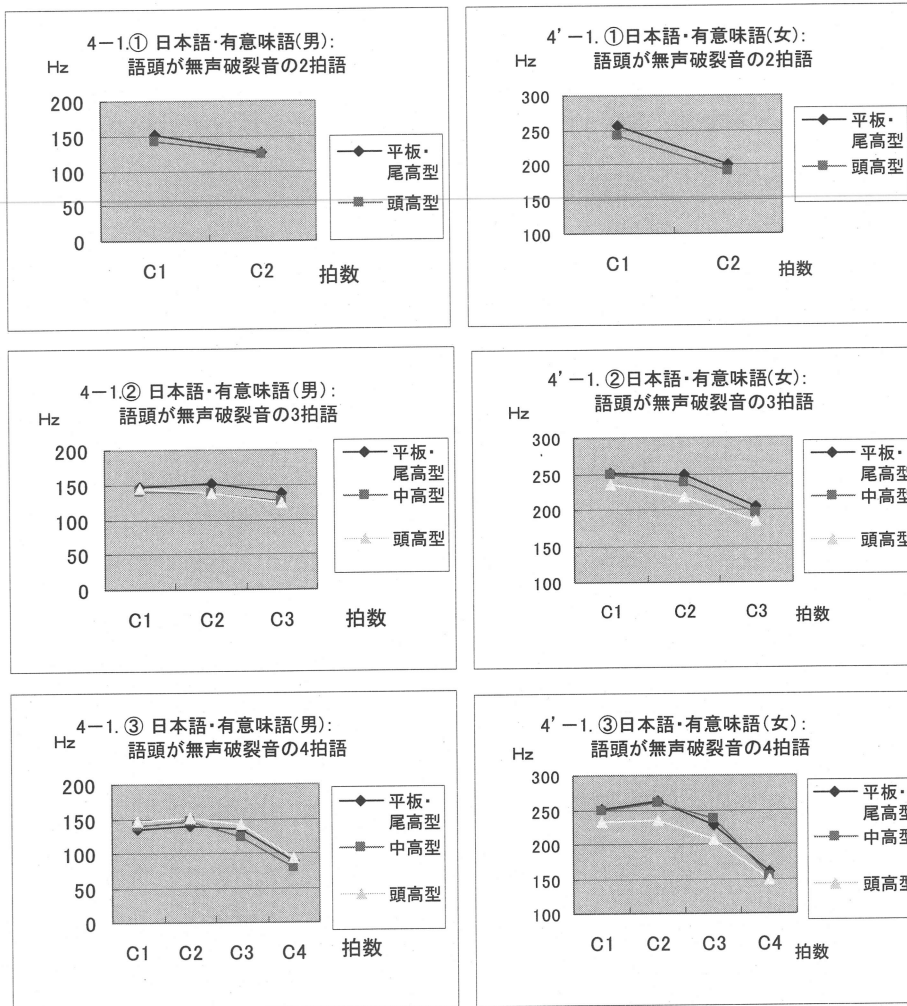 4-1.① 日本語・有意味語(男):
語頭が無声破裂音の2拍語
Hz
200
150
100
50
0
C1 C2 拍数
平板・
尾高型
頭高型
4'-1. ①日本語・有意味語(女):
語頭が無声破裂音の2拍語
Hz
300
250
200
150
100
C1 C2 拍数
平板・
尾高型
頭高型
4-1.② 日本語・有意味語(男):
語頭が無声破裂音の3拍語
Hz
200
150
100
50
0
C1 C2 C3 拍数
平板・
尾高型
中高型
頭高型
4'-1. ②日本語・有意味語(女):
語頭が無声破裂音の3拍語
Hz
300
250
200
150
100
C1 C2 C3 拍数
平板・
尾高型
中高型
頭高型
4-1.③ 日本語・有意味語(男):
語頭が無声破裂音の4拍語
Hz
200
150
100
50
0
C1 C2 C3 C4 拍数
平板・
尾高型
中高型
頭高型
4'-1. ③日本語・有意味語(女):
語頭が無声破裂音の4拍語
Hz
300
250
200
150
100
C1 C2 C3 C4 拍数
平板・
尾高型
中高型
頭高型